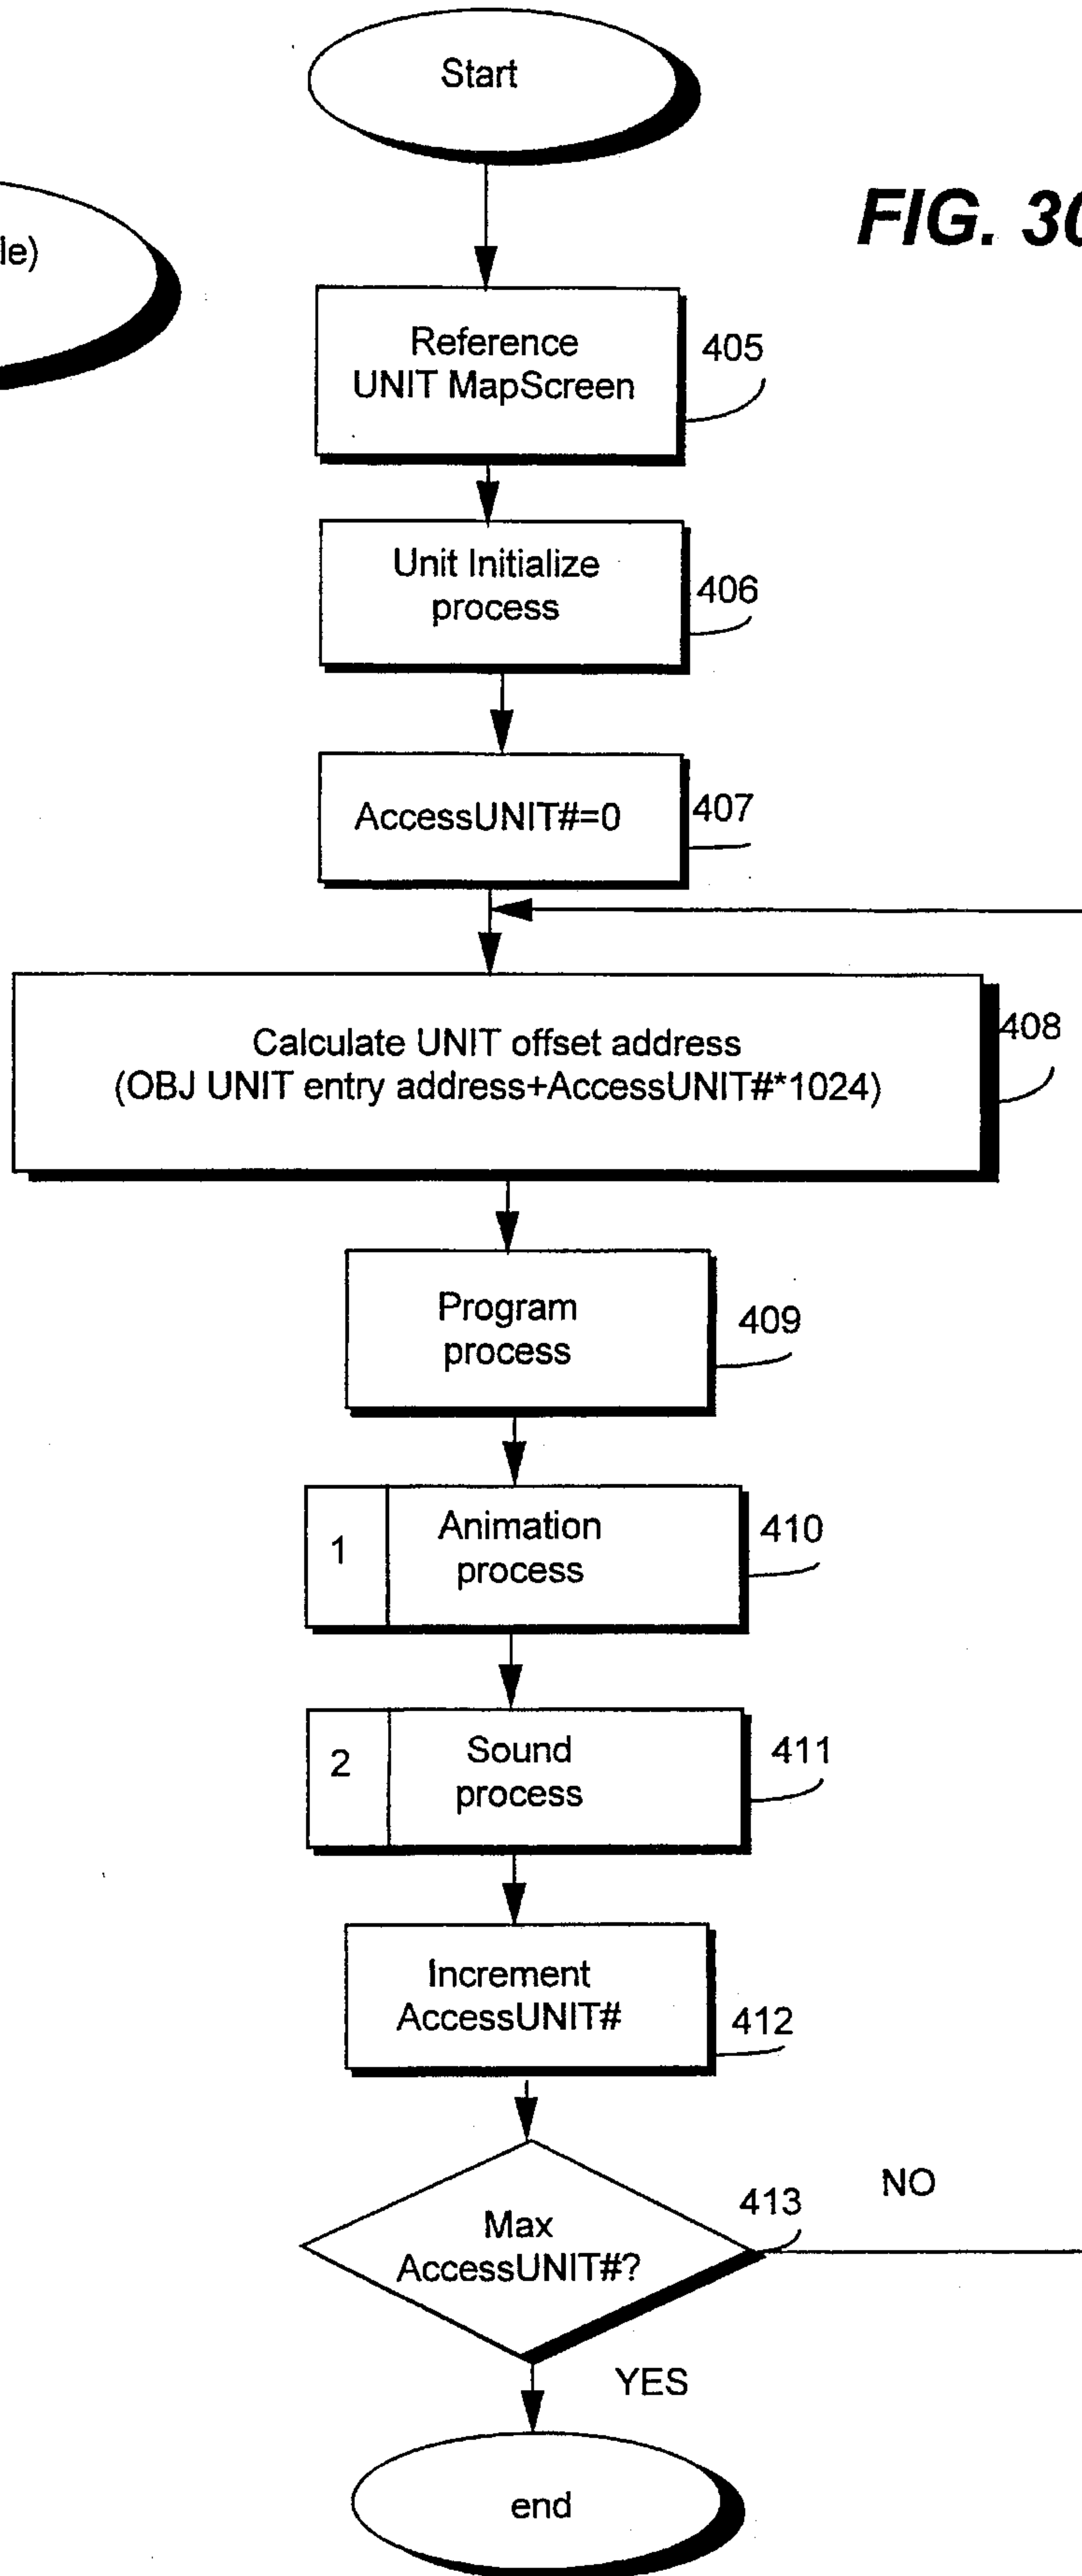 Start
FIG. 30
le)
Reference
UNIT MapScreen
405
Unit Initialize
process
406
AccessUNIT#=0
407
Calculate UNIT offset address
(OBJ UNIT entry address+AccessUNIT#*1024)
408
Program
process
409
1
Animation
process
410
2
Sound
process
411
Increment
AccessUNIT#
412
Max
AccessUNIT#?
413
NO
YES
end